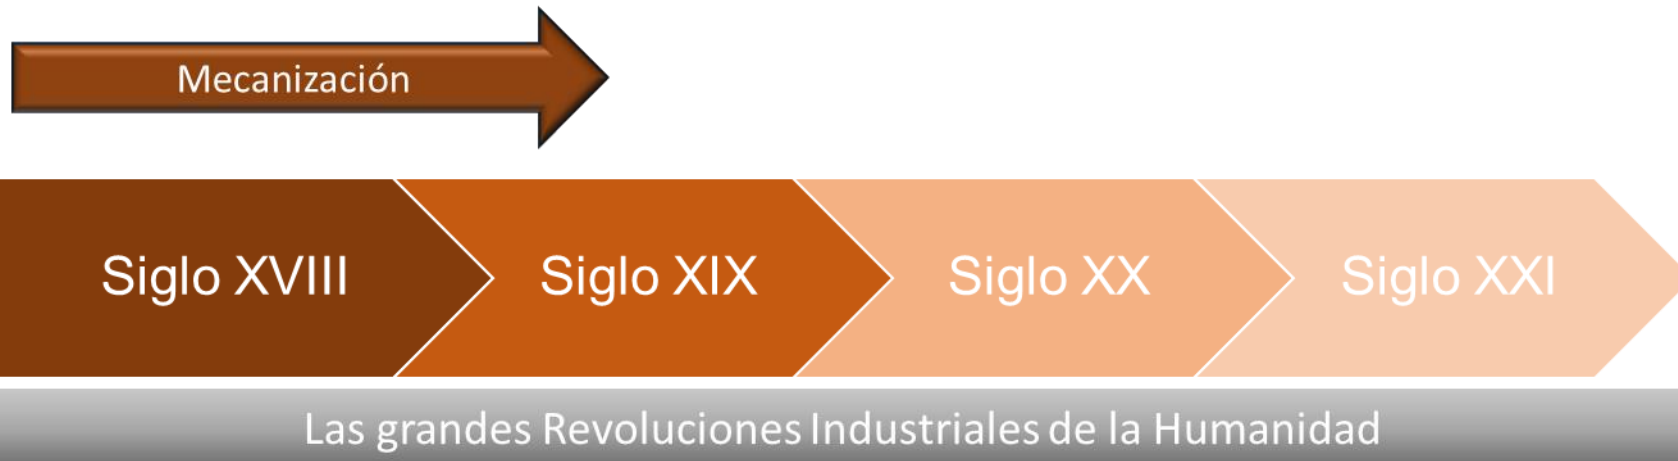 Mecanización
Siglo XVIII
Siglo XIX
Siglo XX
Siglo XXI
Las grandes Revoluciones Industriales de la Humanidad